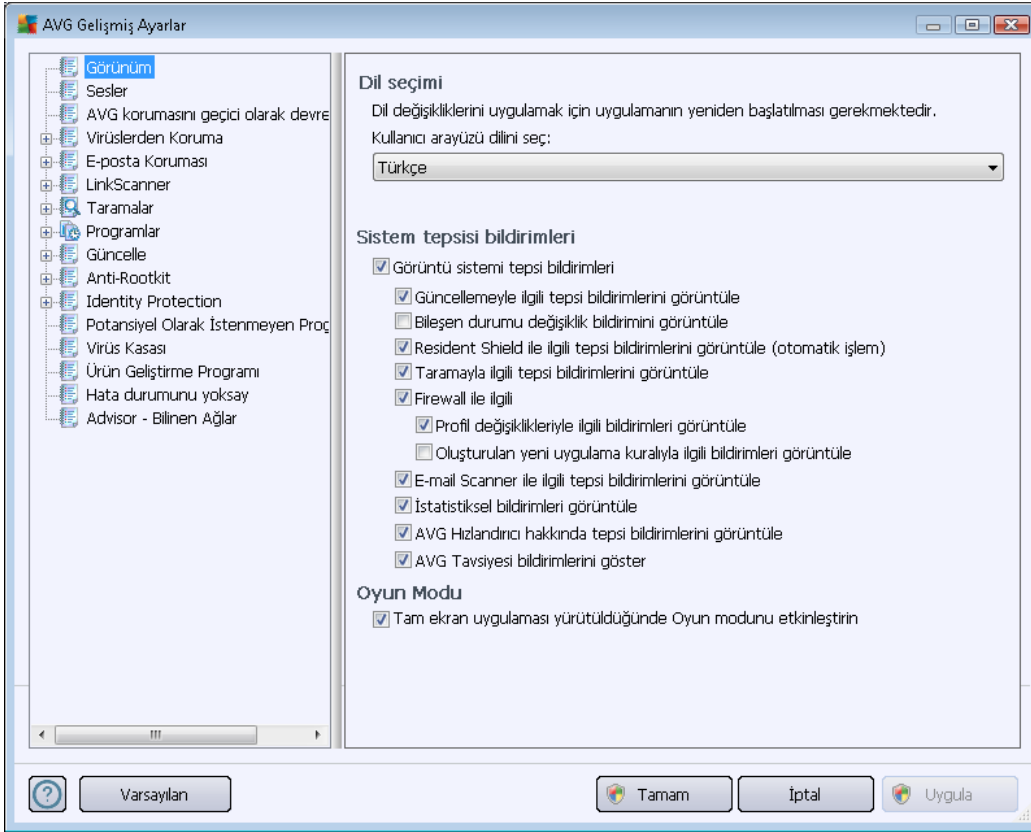 AVG Gelişmiş Ayarlar
Görünüm
Sesler
AVG korumasını geçici olarak devre
Virüslerden Koruma
E-posta Koruması
LinkScanner
Taramalar
Programlar
Güncelle
Anti-Rootkit
Identity Protection
Potansiyel Olarak İstenmeyen Prog
Virüs Kasası
Ürün Geliştirme Programı
Hata durumunu yoksay
Advisor - Bilinen Ağlar
Dil seçimi
Dil değişikliklerini uygulamak için uygulamanın yeniden başlatılması gerekmektedir.
Kullanıcı arayüzü dilini seç:
Türkçe
Sistem tepsisi bildirimleri
Görüntü sistemi tepsi bildirimleri
Güncellemeyle ilgili tepsi bildirimlerini görüntüle
Bileşen durumu değişiklik bildirimini görüntüle
Resident Shield ile ilgili tepsi bildirimlerini görüntüle (otomatik işlem)
Taramayla ilgili tepsi bildirimlerini görüntüle
Firewall ile ilgili
Profil değişiklikleriyle ilgili bildirimleri görüntüle
Oluşturulan yeni uygulama kuralıyla ilgili bildirimleri görüntüle
E-mail Scanner ile ilgili tepsi bildirimlerini görüntüle
İstatistiksel bildirimleri görüntüle
AVG Hızlandırıcı hakkında tepsi bildirimlerini görüntüle
AVG Tavsiyesi bildirimlerini göster
Oyun Modu
Tam ekran uygulaması yürütüldüğünde Oyun modunu etkinleştirin
Varsayılan
Tamam
İptal
Uygula